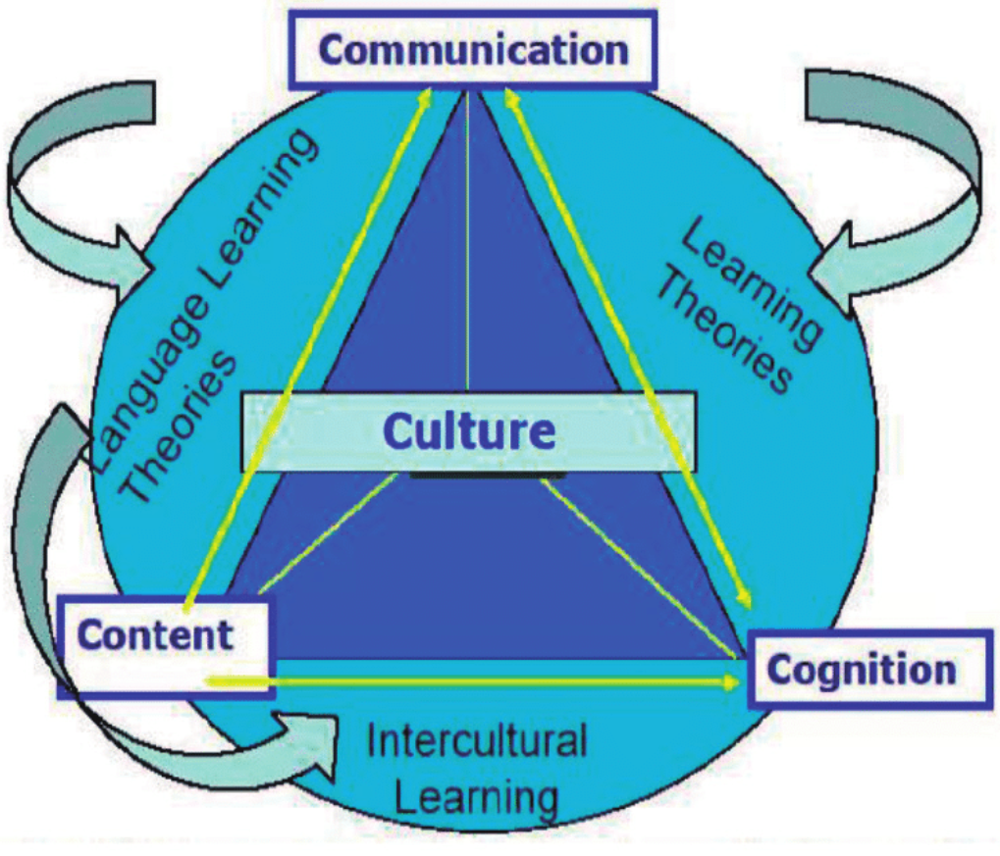 Communication
Language Learning
Theories
Learning
Theories
Culture
Content
Cognition
Intercultural
Learning